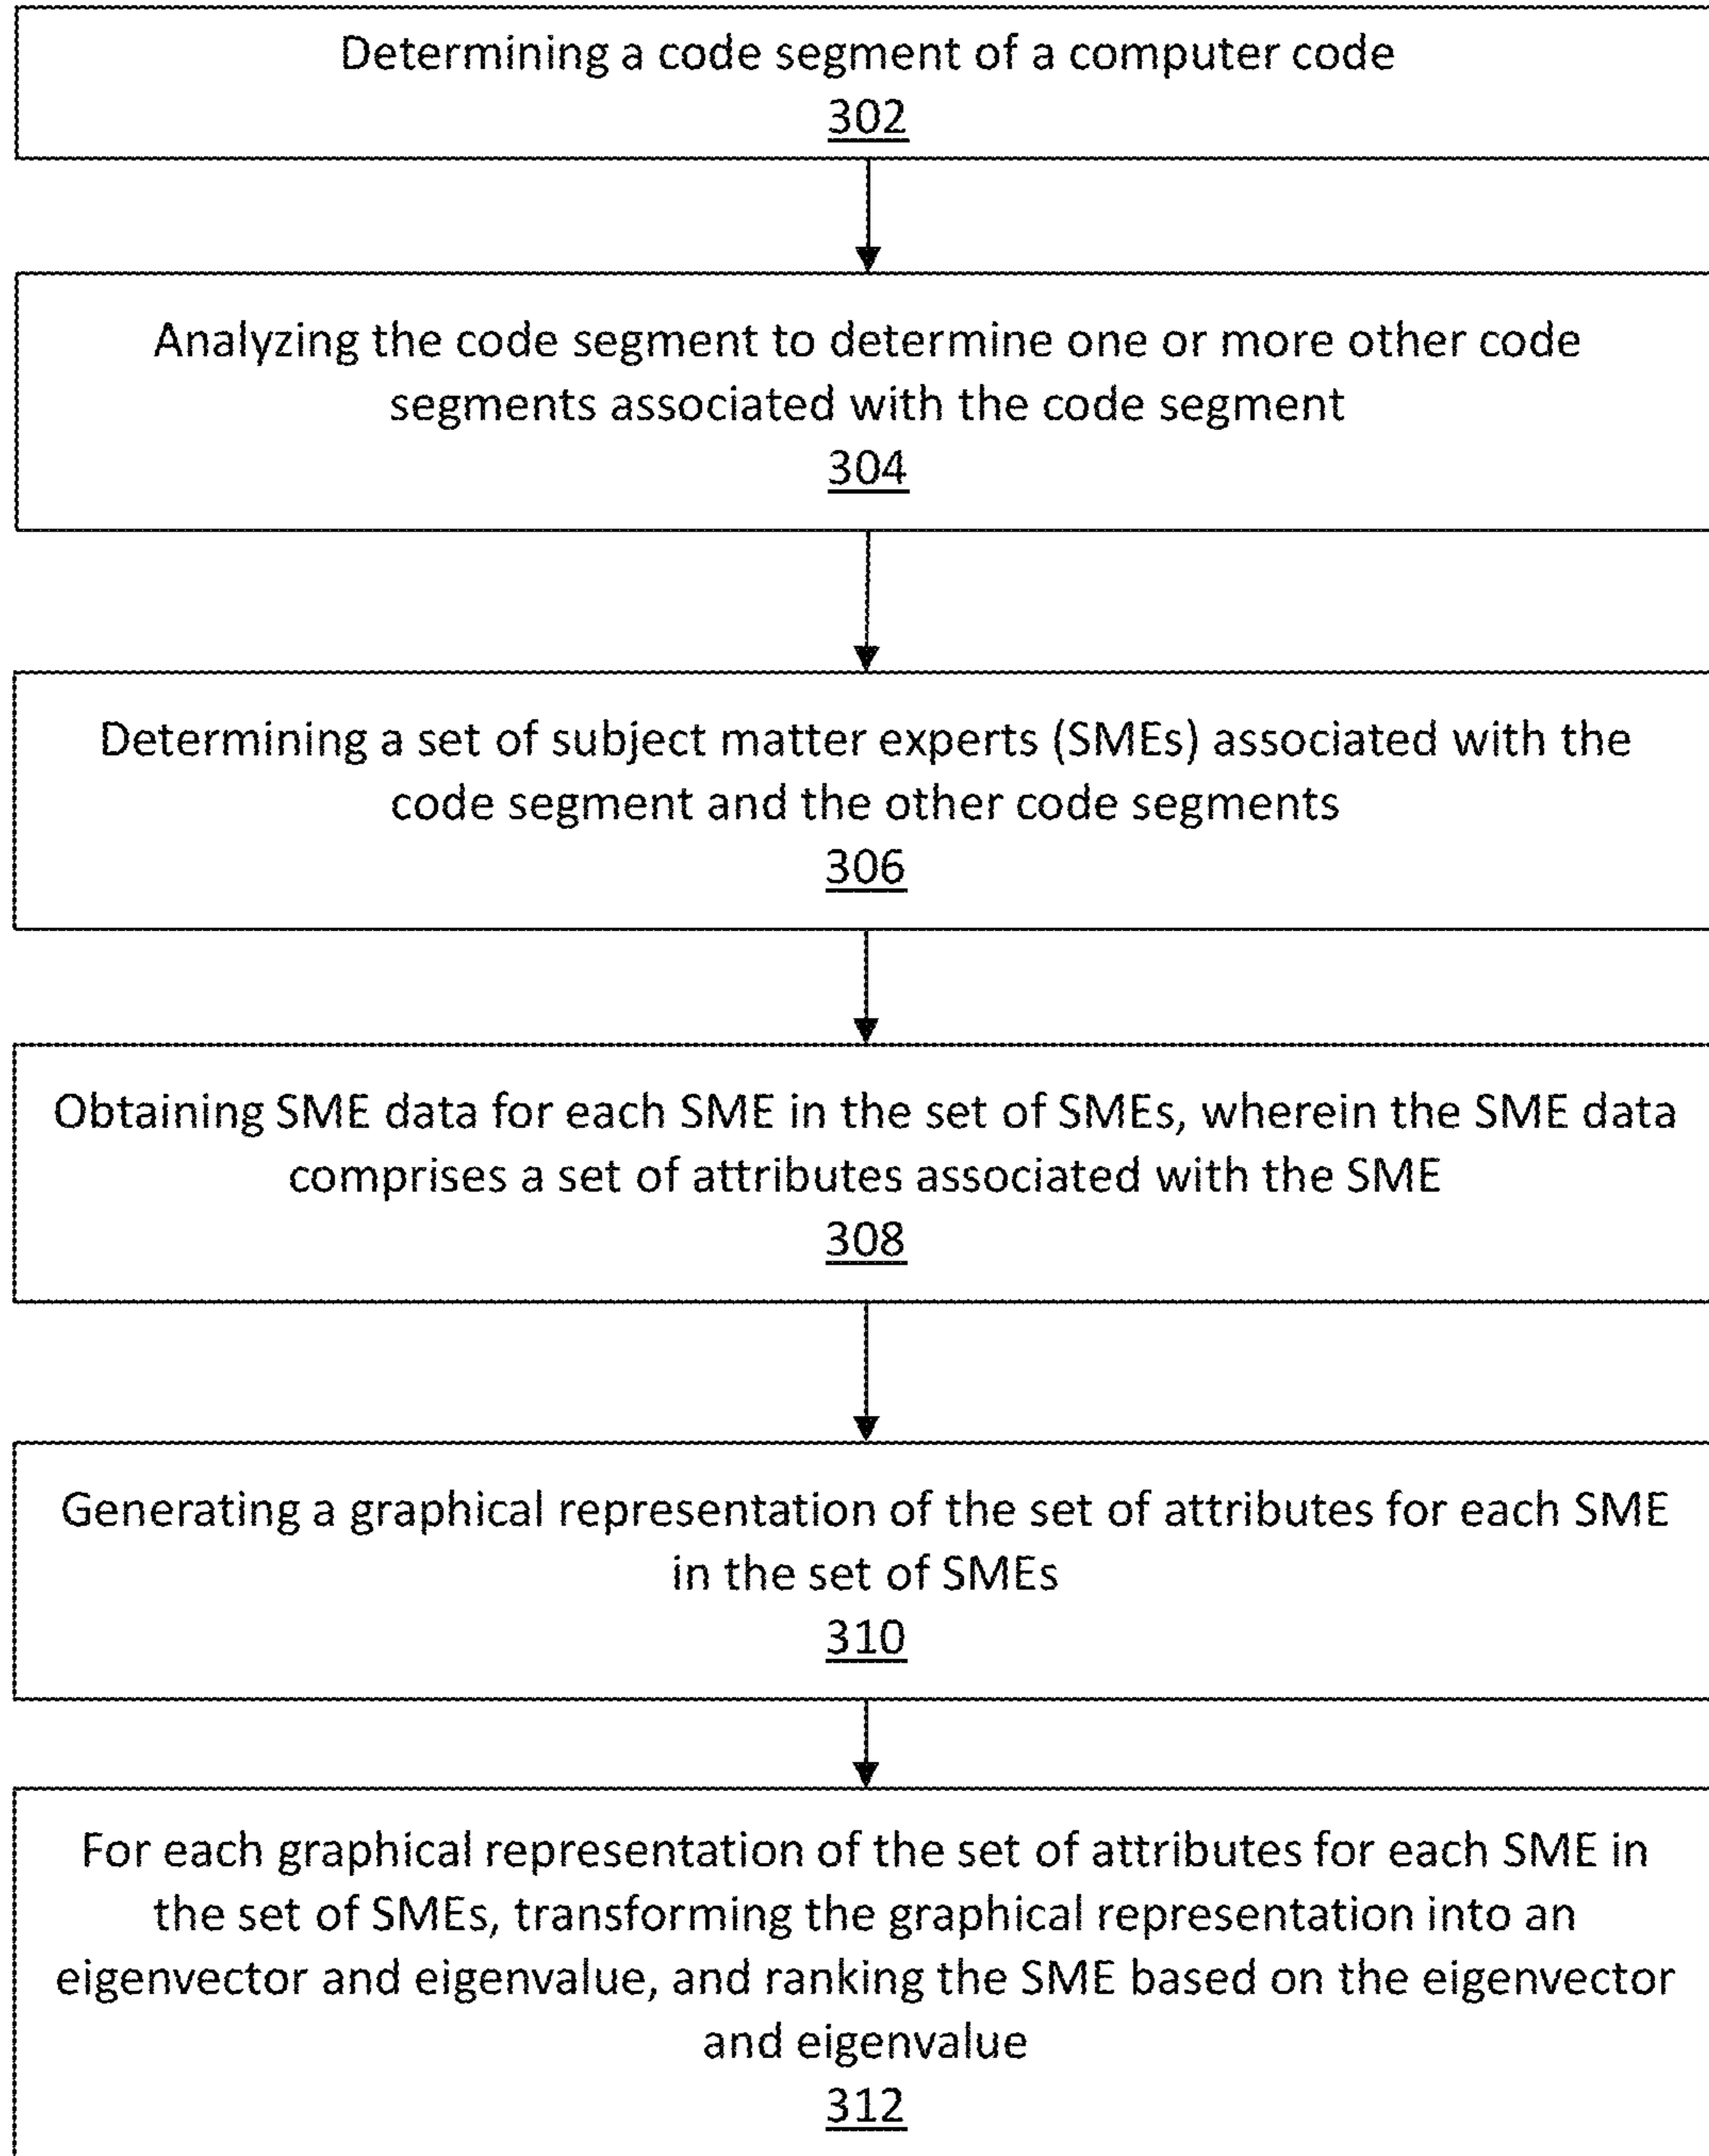 Determining a code segment of a computer code
302
Analyzing the code segment to determine one or more other code
segments associated with the code segment
304
Determining a set of subject matter experts (SMEs) associated with the
code segment and the other code segments
306
Obtaining SME data for each SME in the set of SMEs, wherein the SME data
comprises a set of attributes associated with the SME
308
Generating a graphical representation of the set of attributes for each SME
in the set of SMEs
310
For each graphical representation of the set of attributes for each SME in
the set of SMEs, transforming the graphical representation into an
eigenvector and eigenvalue, and ranking the SME based on the eigenvector
and eigenvalue
312